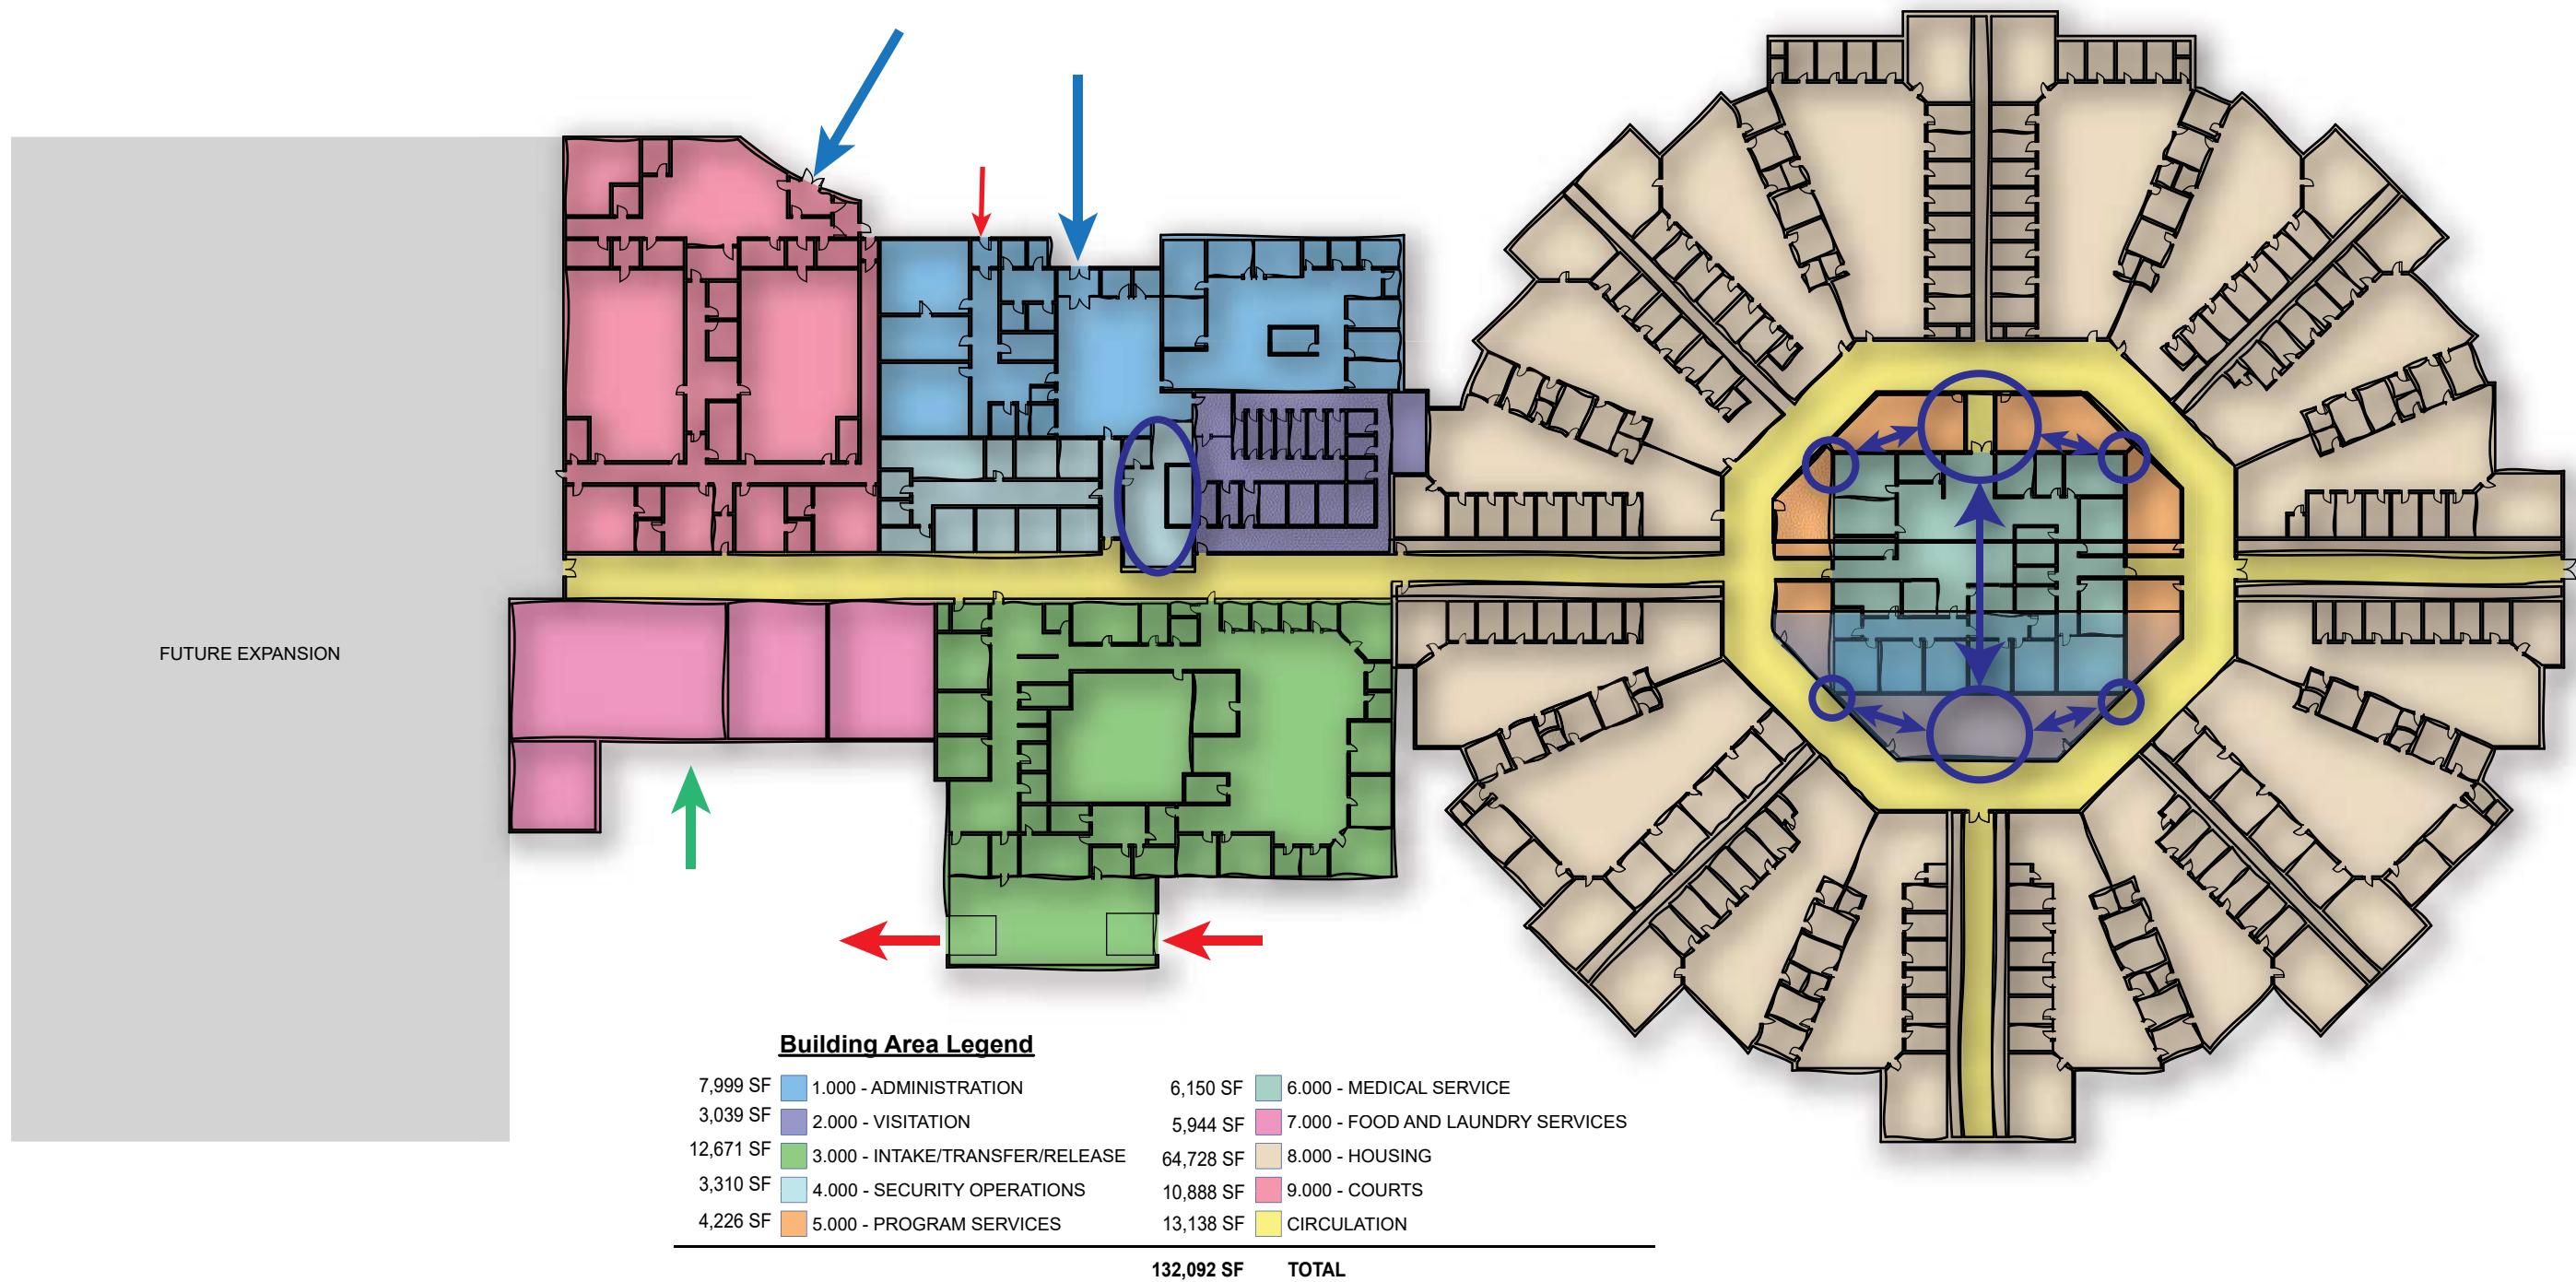 FUTURE EXPANSION
Building Area Legend
7,999 SF 1.000 - ADMINISTRATION
3,039 SF 2.000 - VISITATION
12,671 SF 3.000 - INTAKE/TRANSFER/RELEASE
3,310 SF 4.000 - SECURITY OPERATIONS
4,226 SF 5.000 - PROGRAM SERVICES
6,150 SF 6.000 - MEDICAL SERVICE
5,944 SF 7.000 - FOOD AND LAUNDRY SERVICES
64,728 SF 8.000 - HOUSING
10,888 SF 9.000 - COURTS
13,138 SF CIRCULATION
132,092 SF TOTAL